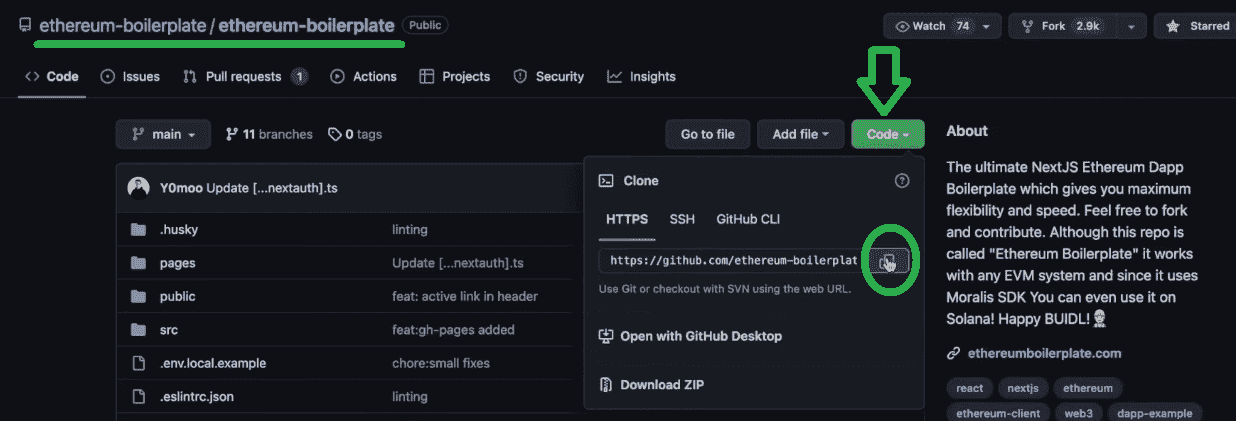 ethereum-boilerplate / ethereum-boilerplate Public
Watch 74
Fork 2.9k
Starred
Code
Issues
Pull requests 1
Actions
Projects
Security
Insights
main
11 branches
0 tags
Go to file
Add file
Code
Y0moo Update [...nextauth].ts
.husky linting
pages Update [...nextauth].ts
public feat: active link in header
src feat:gh-pages added
.env.local.example chore:small fixes
.eslintrc.json linting
Clone
HTTPS SSH GitHub CLI
https://github.com/ethereum-boilerplat
Use Git or checkout with SVN using the web URL.
Open with GitHub Desktop
Download ZIP
About
The ultimate NextJS Ethereum Dapp
Boilerplate which gives you maximum
flexibility and speed. Feel free to fork
and contribute. Although this repo is
called "Ethereum Boilerplate" it works
with any EVM system and since it uses
Moralis SDK You can even use it on
Solana! Happy BUIDL!
ethereumboilerplate.com
react nextjs ethereum
ethereum-client web3 dapp-example